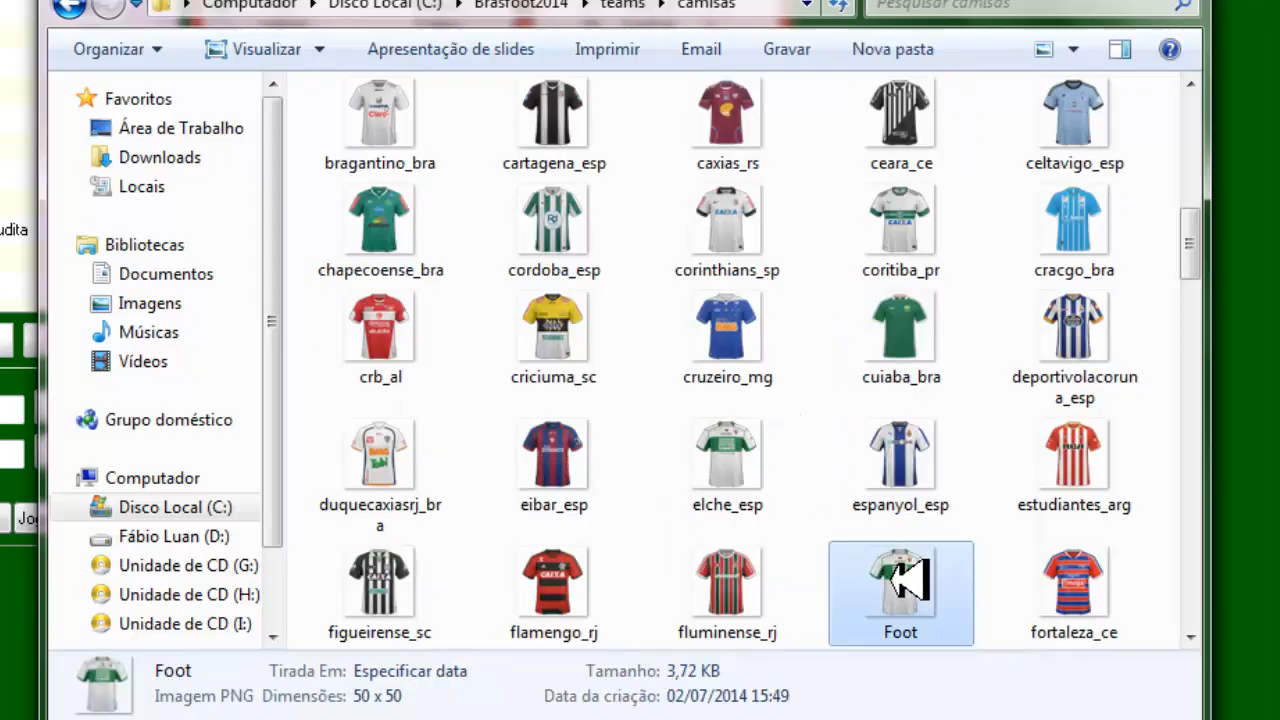 Computador Disco Local (C:) Brasfoot2014 teams camisas Pesquisar camisas
Organizar Visualizar Apresentação de slides Imprimir Email Gravar Nova pasta
Favoritos
Área de Trabalho
Downloads
Locais
Bibliotecas
Documentos
Imagens
Músicas
Vídeos
Grupo doméstico
Computador
Disco Local (C:)
Fábio Luan (D:)
Unidade de CD (G:)
Unidade de CD (H:)
Unidade de CD (I:)
bragantino_bra cartagena_esp caxias_rs ceara_ce celtavigo_esp
chapecoense_bra cordoba_esp corinthians_sp coritiba_pr cracgo_bra
crb_al criciuma_sc cruzeiro_mg cuiaba_bra deportivolacorun
a_esp
duquecaxiasrj_br eibar_esp elche_esp espanyol_esp estudiantes_arg
a
figueirense_sc flamengo_rj fluminense_rj Foot fortaleza_ce
Foot Tirada Em: Especificar data Tamanho: 3,72 KB
Imagem PNG Dimensões: 50 x 50 Data da criação: 02/07/2014 15:49
udita
Jo